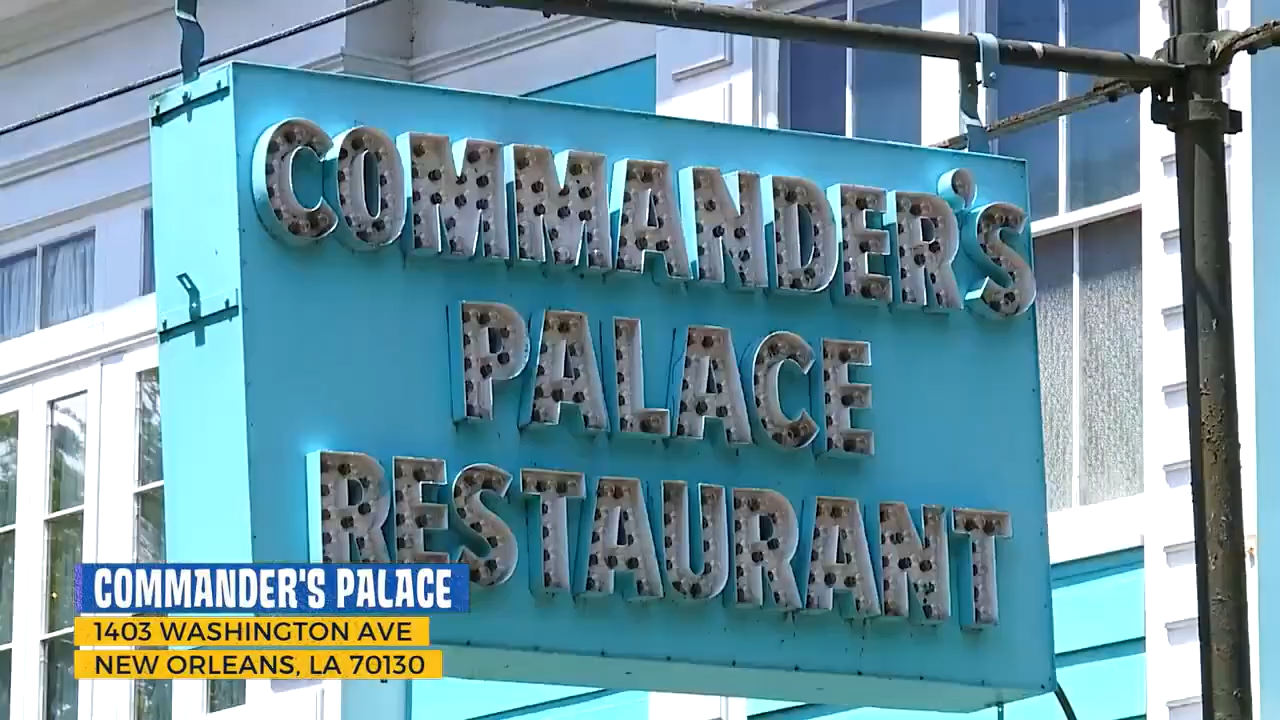 COMMANDER'S
PALACE
RESTAURANT
COMMANDER'S PALACE
1403 WASHINGTON AVE
NEW ORLEANS, LA 70130